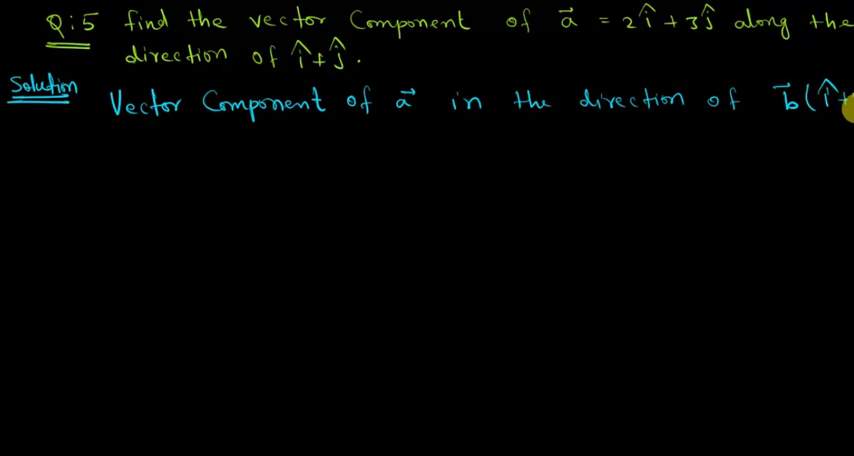 Q:5 find the vector Component of a⃗ = 2î + 3ĵ along the
direction of î + ĵ.
Solution Vector Component of a⃗ in the direction of b⃗ (î +